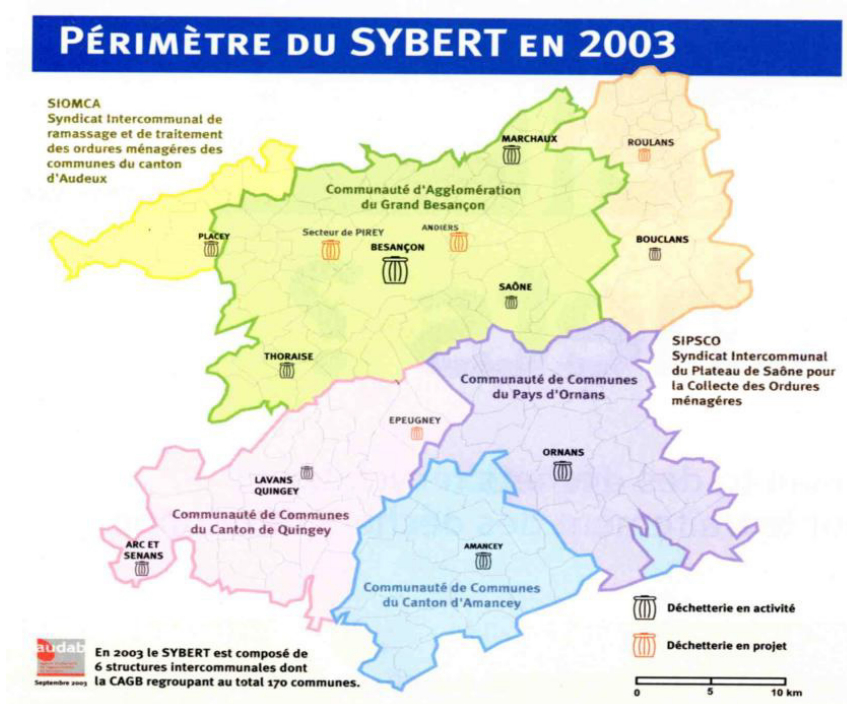 PÉRIMÈTRE DU SYBERT EN 2003
SIOMCA
Syndicat Intercommunal de
ramassage et de traitement
des ordures ménagéres des
communes du canton
d'Audeux
MARCHAUX
ROULANS
Communauté d'Agglomération
du Grand Besançon
PLACEY
Secteur de PIREY
ANDIERS
BESANÇON
BOUCLANS
SAÔNE
THORAISE
SIPSCO
Syndicat Intercommunal
du Plateau de Saône pour
la Collecte des Ordures
ménagéres
Communauté de Communes
du Pays d'Ornans
EPEUGNEY
ORNANS
LAVANS
QUINGEY
Communauté de Communes
du Canton de Quingey
ARC ET
SENANS
AMANCEY
Communauté de Communes
du Canton d'Amancey
Déchetterie en activité
Déchetterie en projet
audab
Septembre 2003
En 2003 le SYBERT est composé de
6 structures intercommunales dont
la CAGB regroupant au total 170 communes.
0 5 10 km